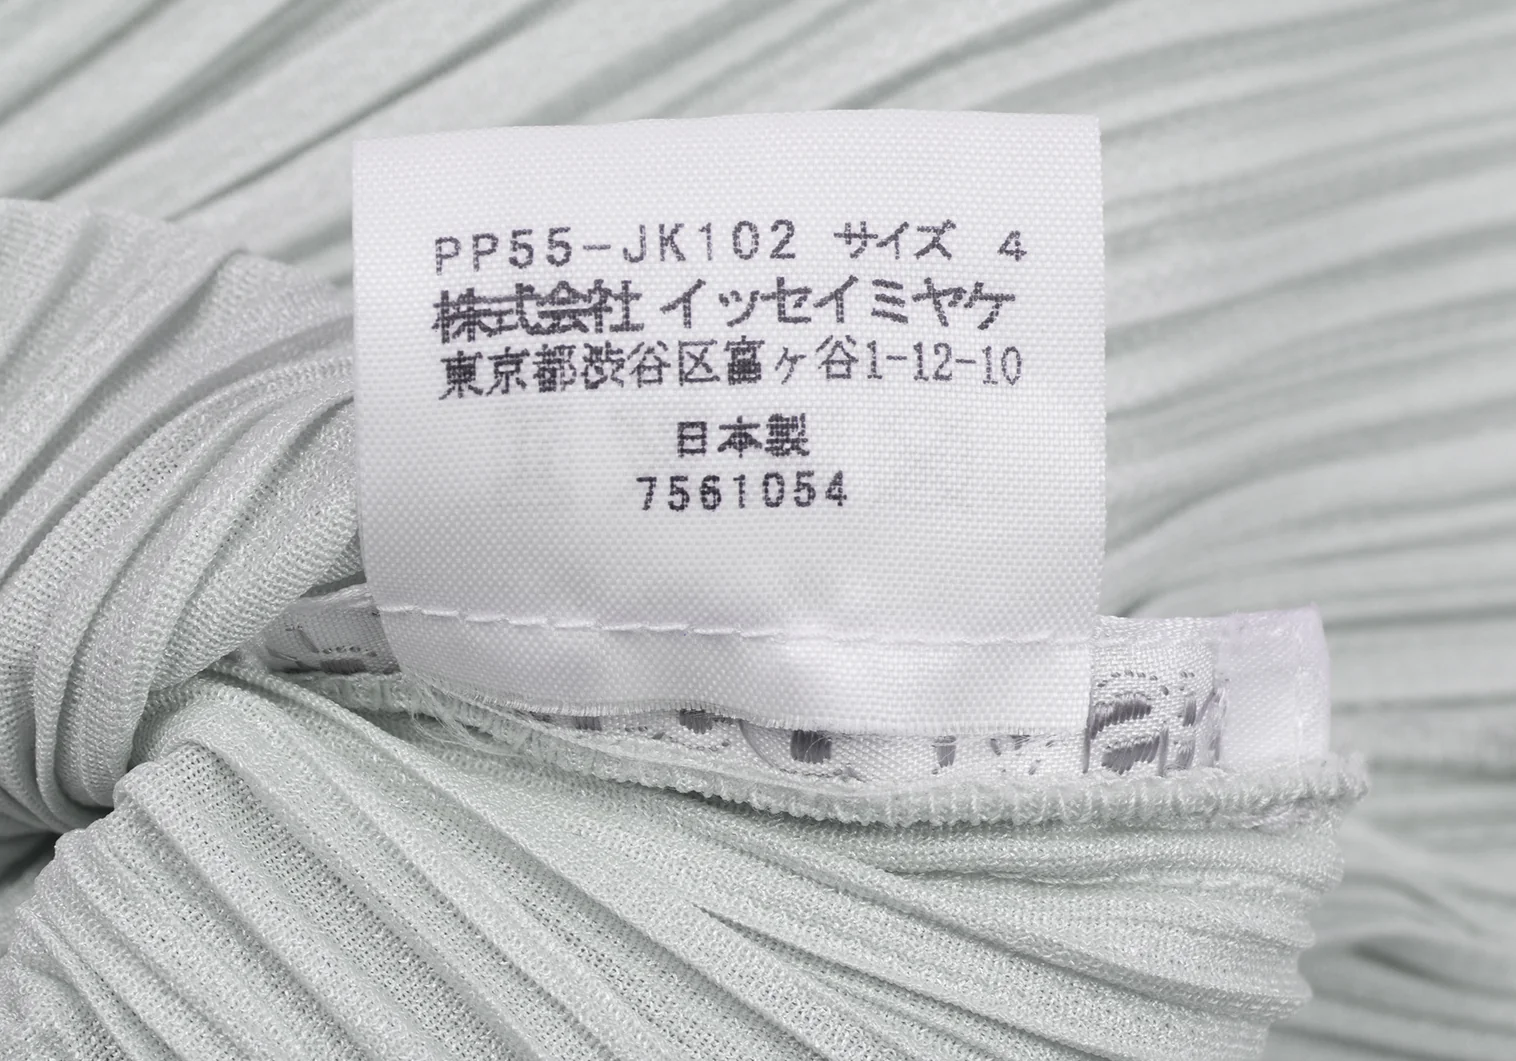 PP55-JK102 サイズ 4
株式会社 イッセイミヤケ
東京都渋谷区富ヶ谷1-12-10
日本製
7561054